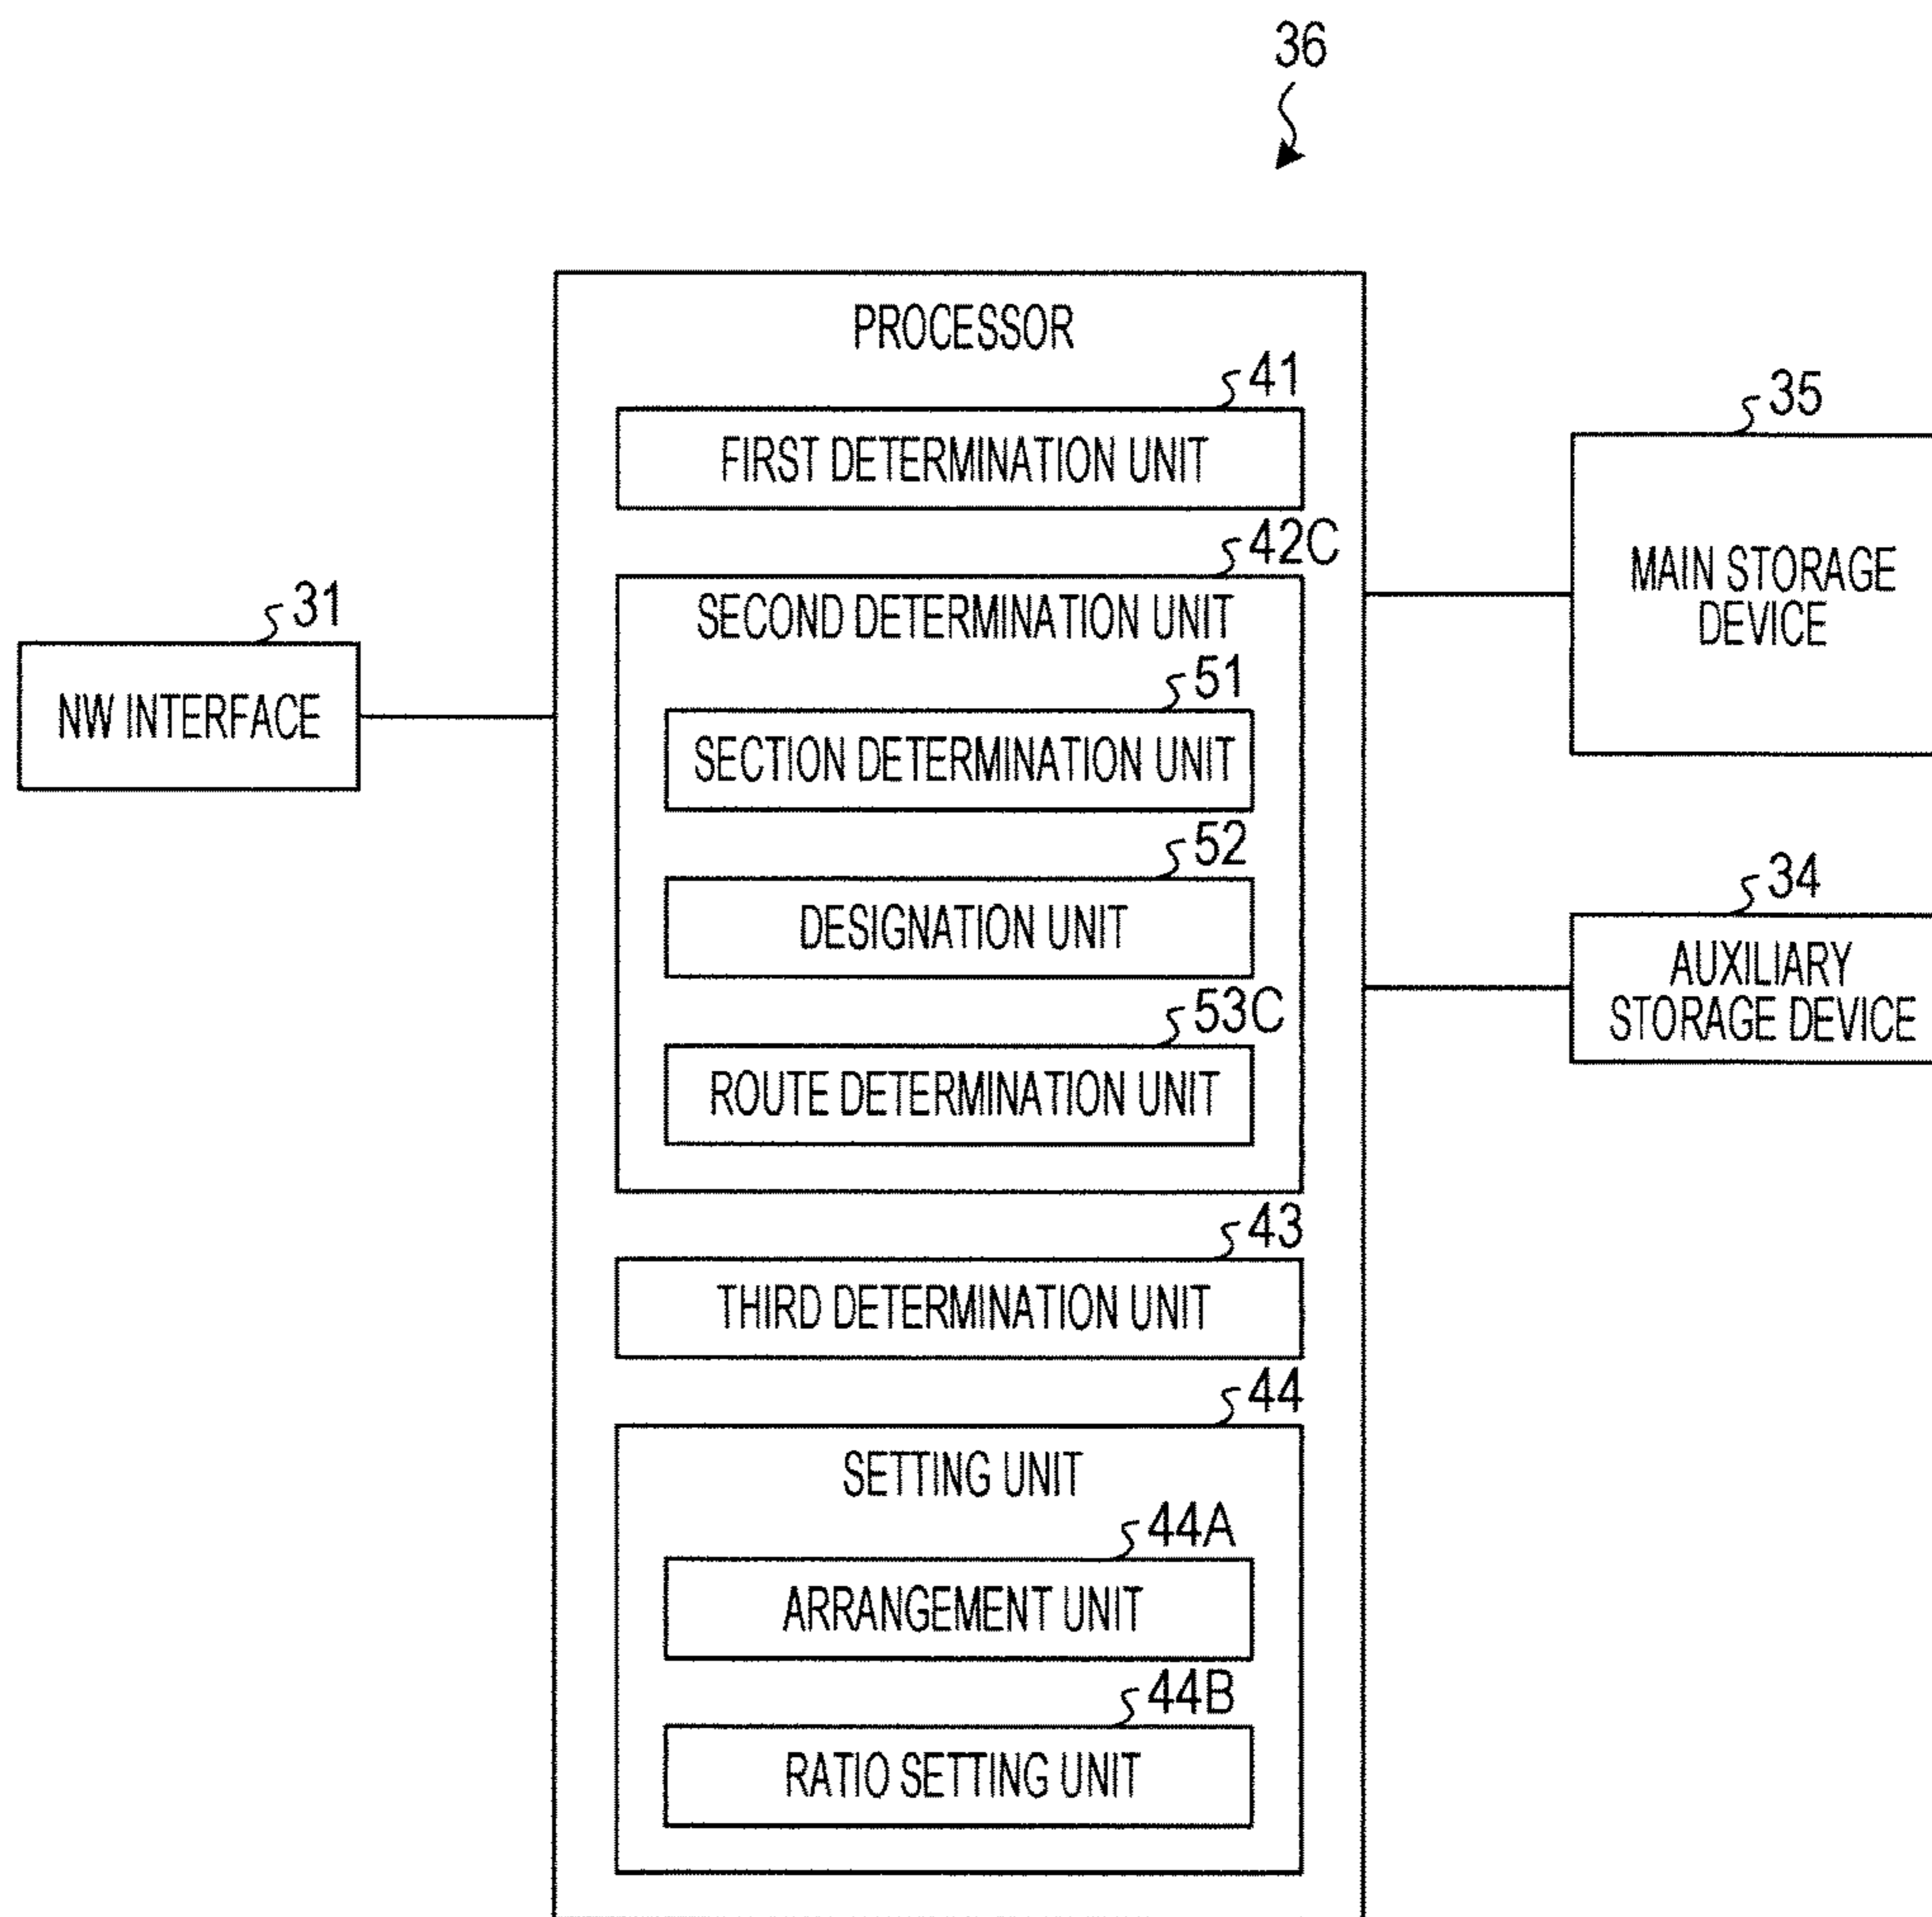 36
PROCESSOR
41
FIRST DETERMINATION UNIT
42C
SECOND DETERMINATION UNIT
51
SECTION DETERMINATION UNIT
52
DESIGNATION UNIT
53C
ROUTE DETERMINATION UNIT
43
THIRD DETERMINATION UNIT
44
SETTING UNIT
44A
ARRANGEMENT UNIT
44B
RATIO SETTING UNIT
31
NW INTERFACE
35
MAIN STORAGE
DEVICE
34
AUXILIARY
STORAGE DEVICE